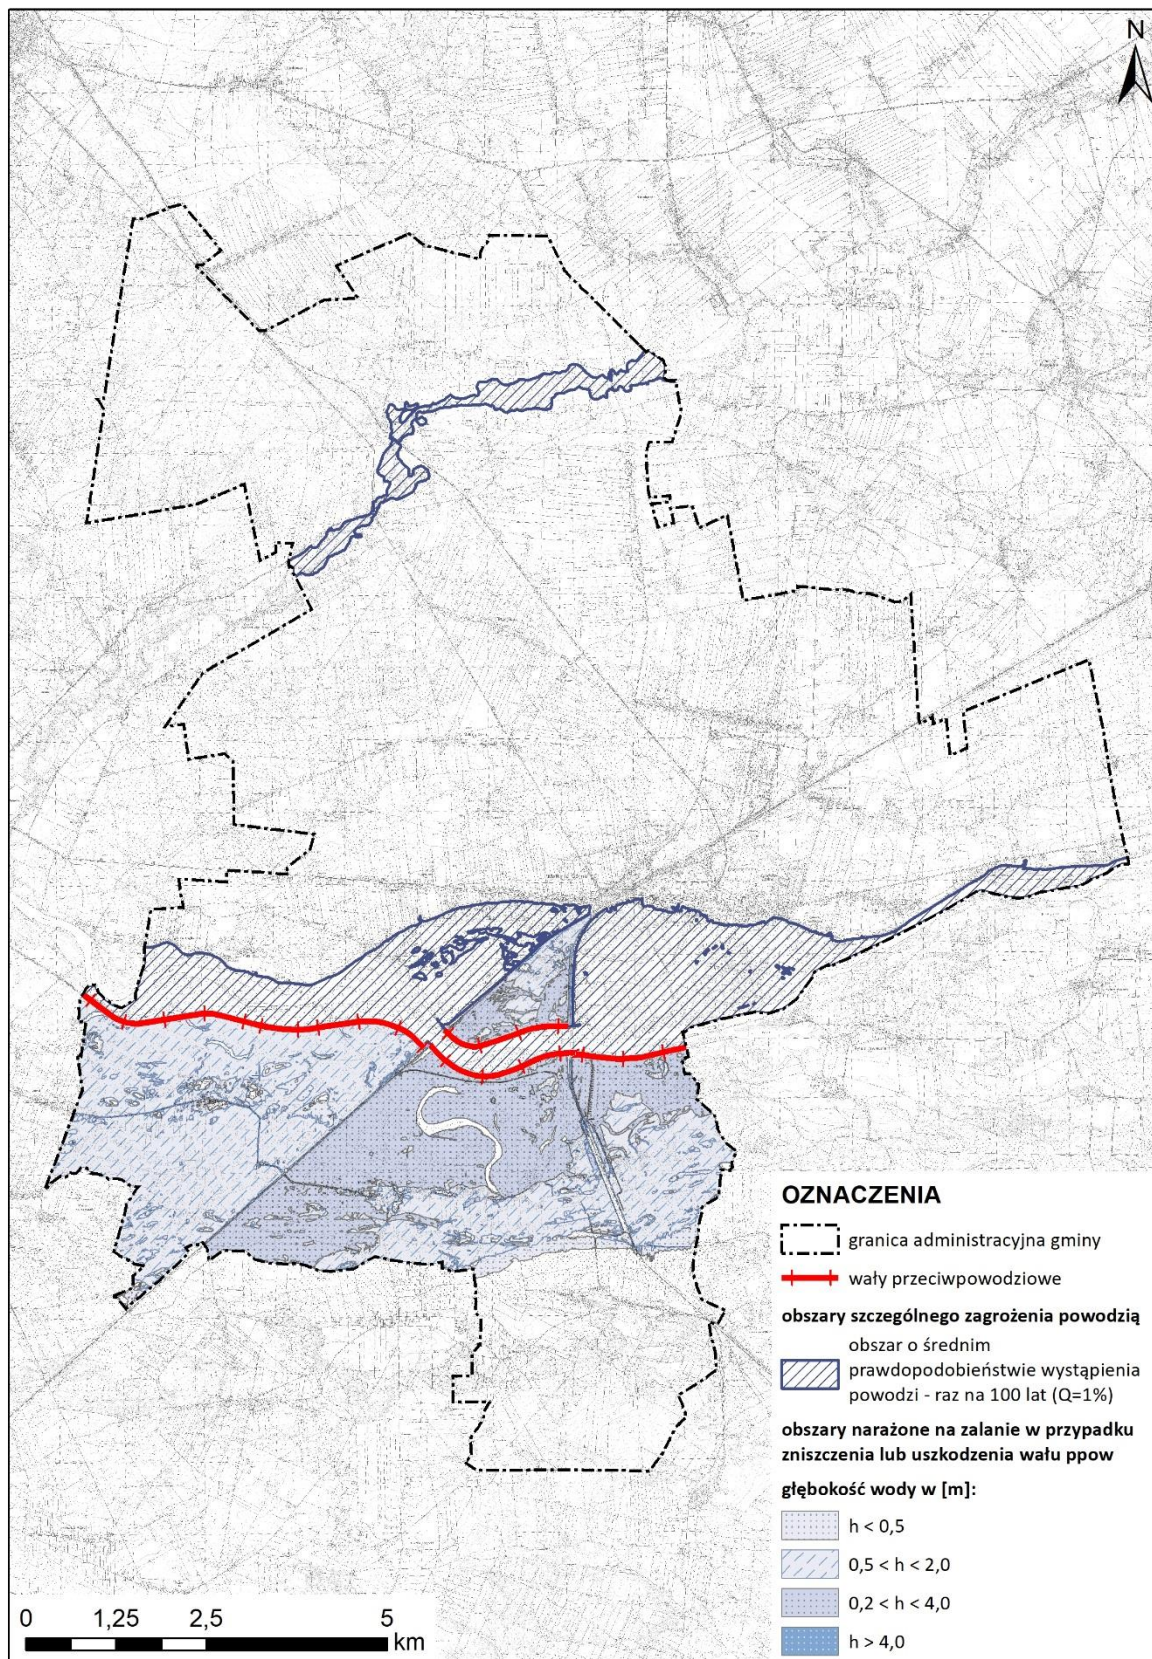 N
OZNACZENIA
granica administracyjna gminy
wały przeciwpowodziowe
obszary szczególnego zagrożenia powodzią
obszar o średnim
prawdopodobieństwie wystąpienia
powodzi - raz na 100 lat (Q=1%)
obszary narażone na zalanie w przypadku
zniszczenia lub uszkodzenia wału ppow
głębokość wody w [m]:
h < 0,5
0,5 < h < 2,0
0,2 < h < 4,0
h > 4,0
0 1,25 2,5 5
km